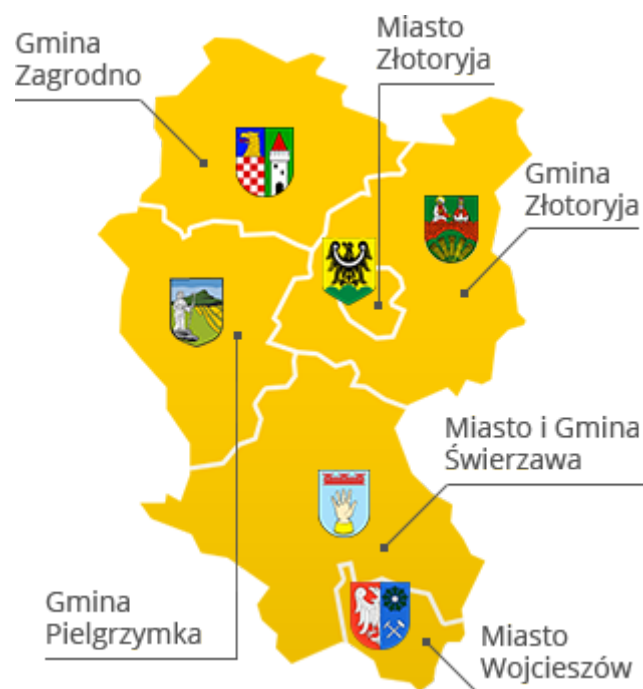 Gmina
Zagrodno
Miasto
Złotoryja
Gmina
Złotoryja
Miasto i Gmina
Świerzawa
Gmina
Pielgrzymka
Miasto
Wojcieszów